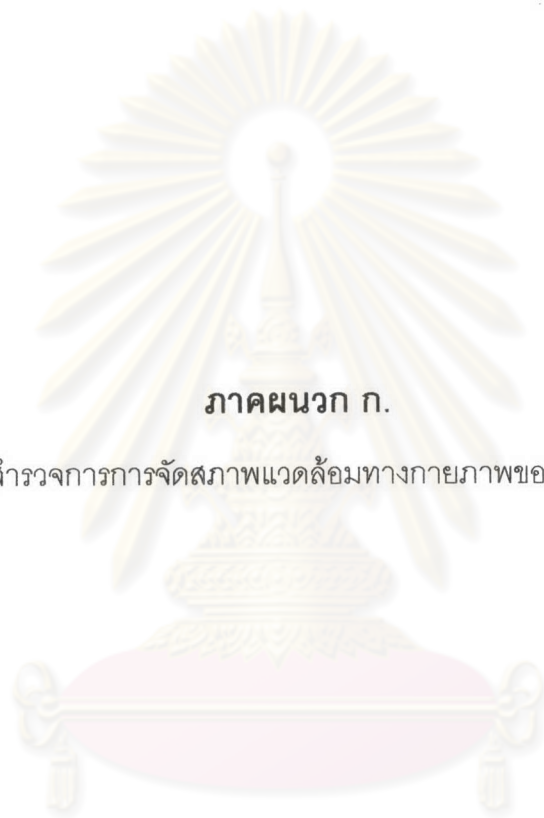 ภาคผนวก ก.
สำรวจการการจัดสภาพแวดล้อมทางกายภาพขอ